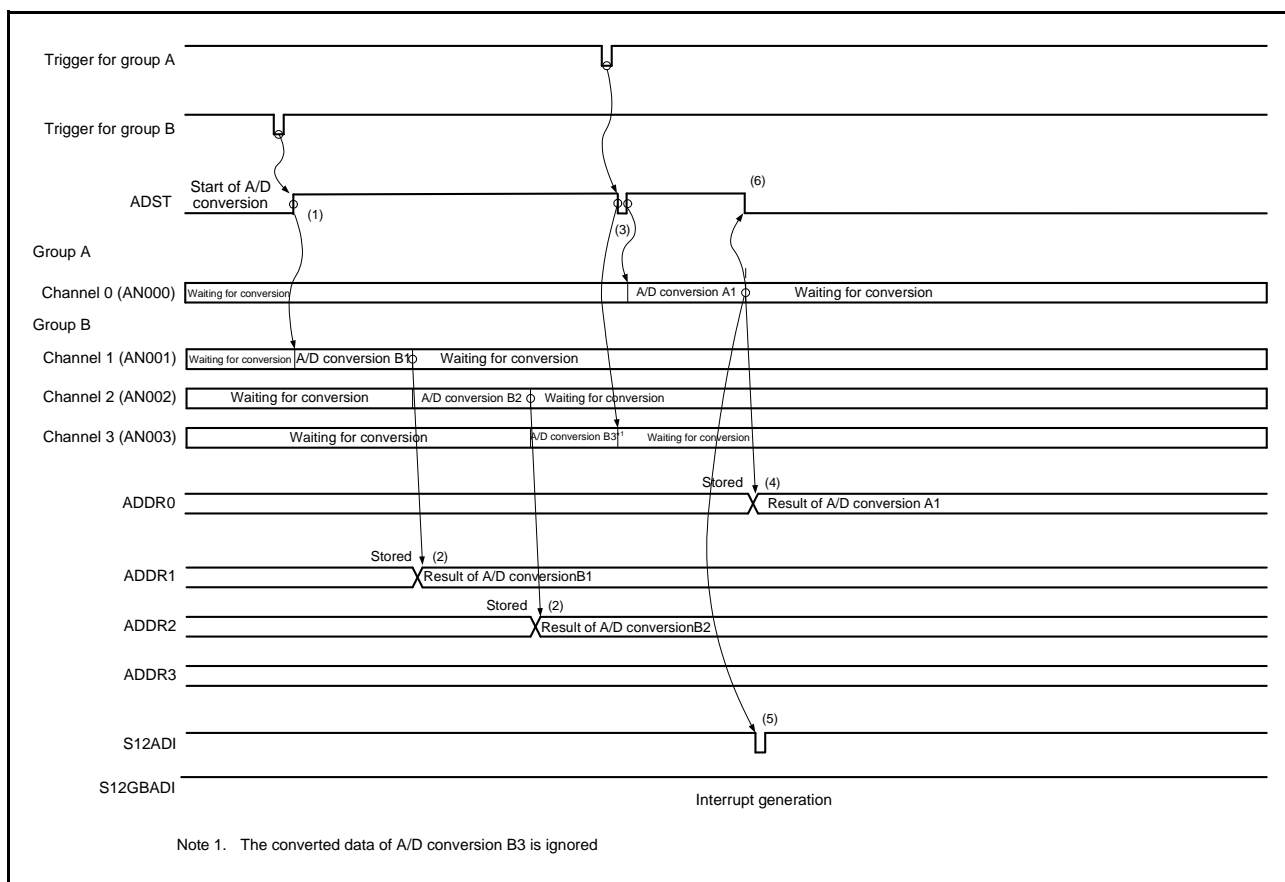 Trigger for group A
Trigger for group B
Start of A/D
conversion
ADST
(1)
(3)
(6)
Group A
Channel 0 (AN000)
Waiting for conversion
A/D conversion A1
Waiting for conversion
Group B
Channel 1 (AN001)
Waiting for conversion
A/D conversion B1
Waiting for conversion
Channel 2 (AN002)
Waiting for conversion
A/D conversion B2
Waiting for conversion
Channel 3 (AN003)
Waiting for conversion
A/D conversion B3*1
Waiting for conversion
Stored
(4)
ADDR0
Result of A/D conversion A1
Stored
(2)
ADDR1
Result of A/D conversionB1
Stored
(2)
ADDR2
Result of A/D conversionB2
ADDR3
(5)
S12ADI
S12GBADI
Interrupt generation
Note 1. The converted data of A/D conversion B3 is ignored